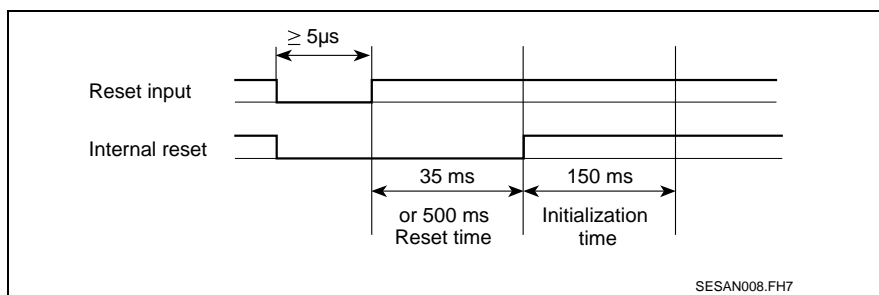 ≥ 5µs
Reset input
Internal reset
35 ms
or 500 ms
Reset time
150 ms
Initialization
time
SESAN008.FH7